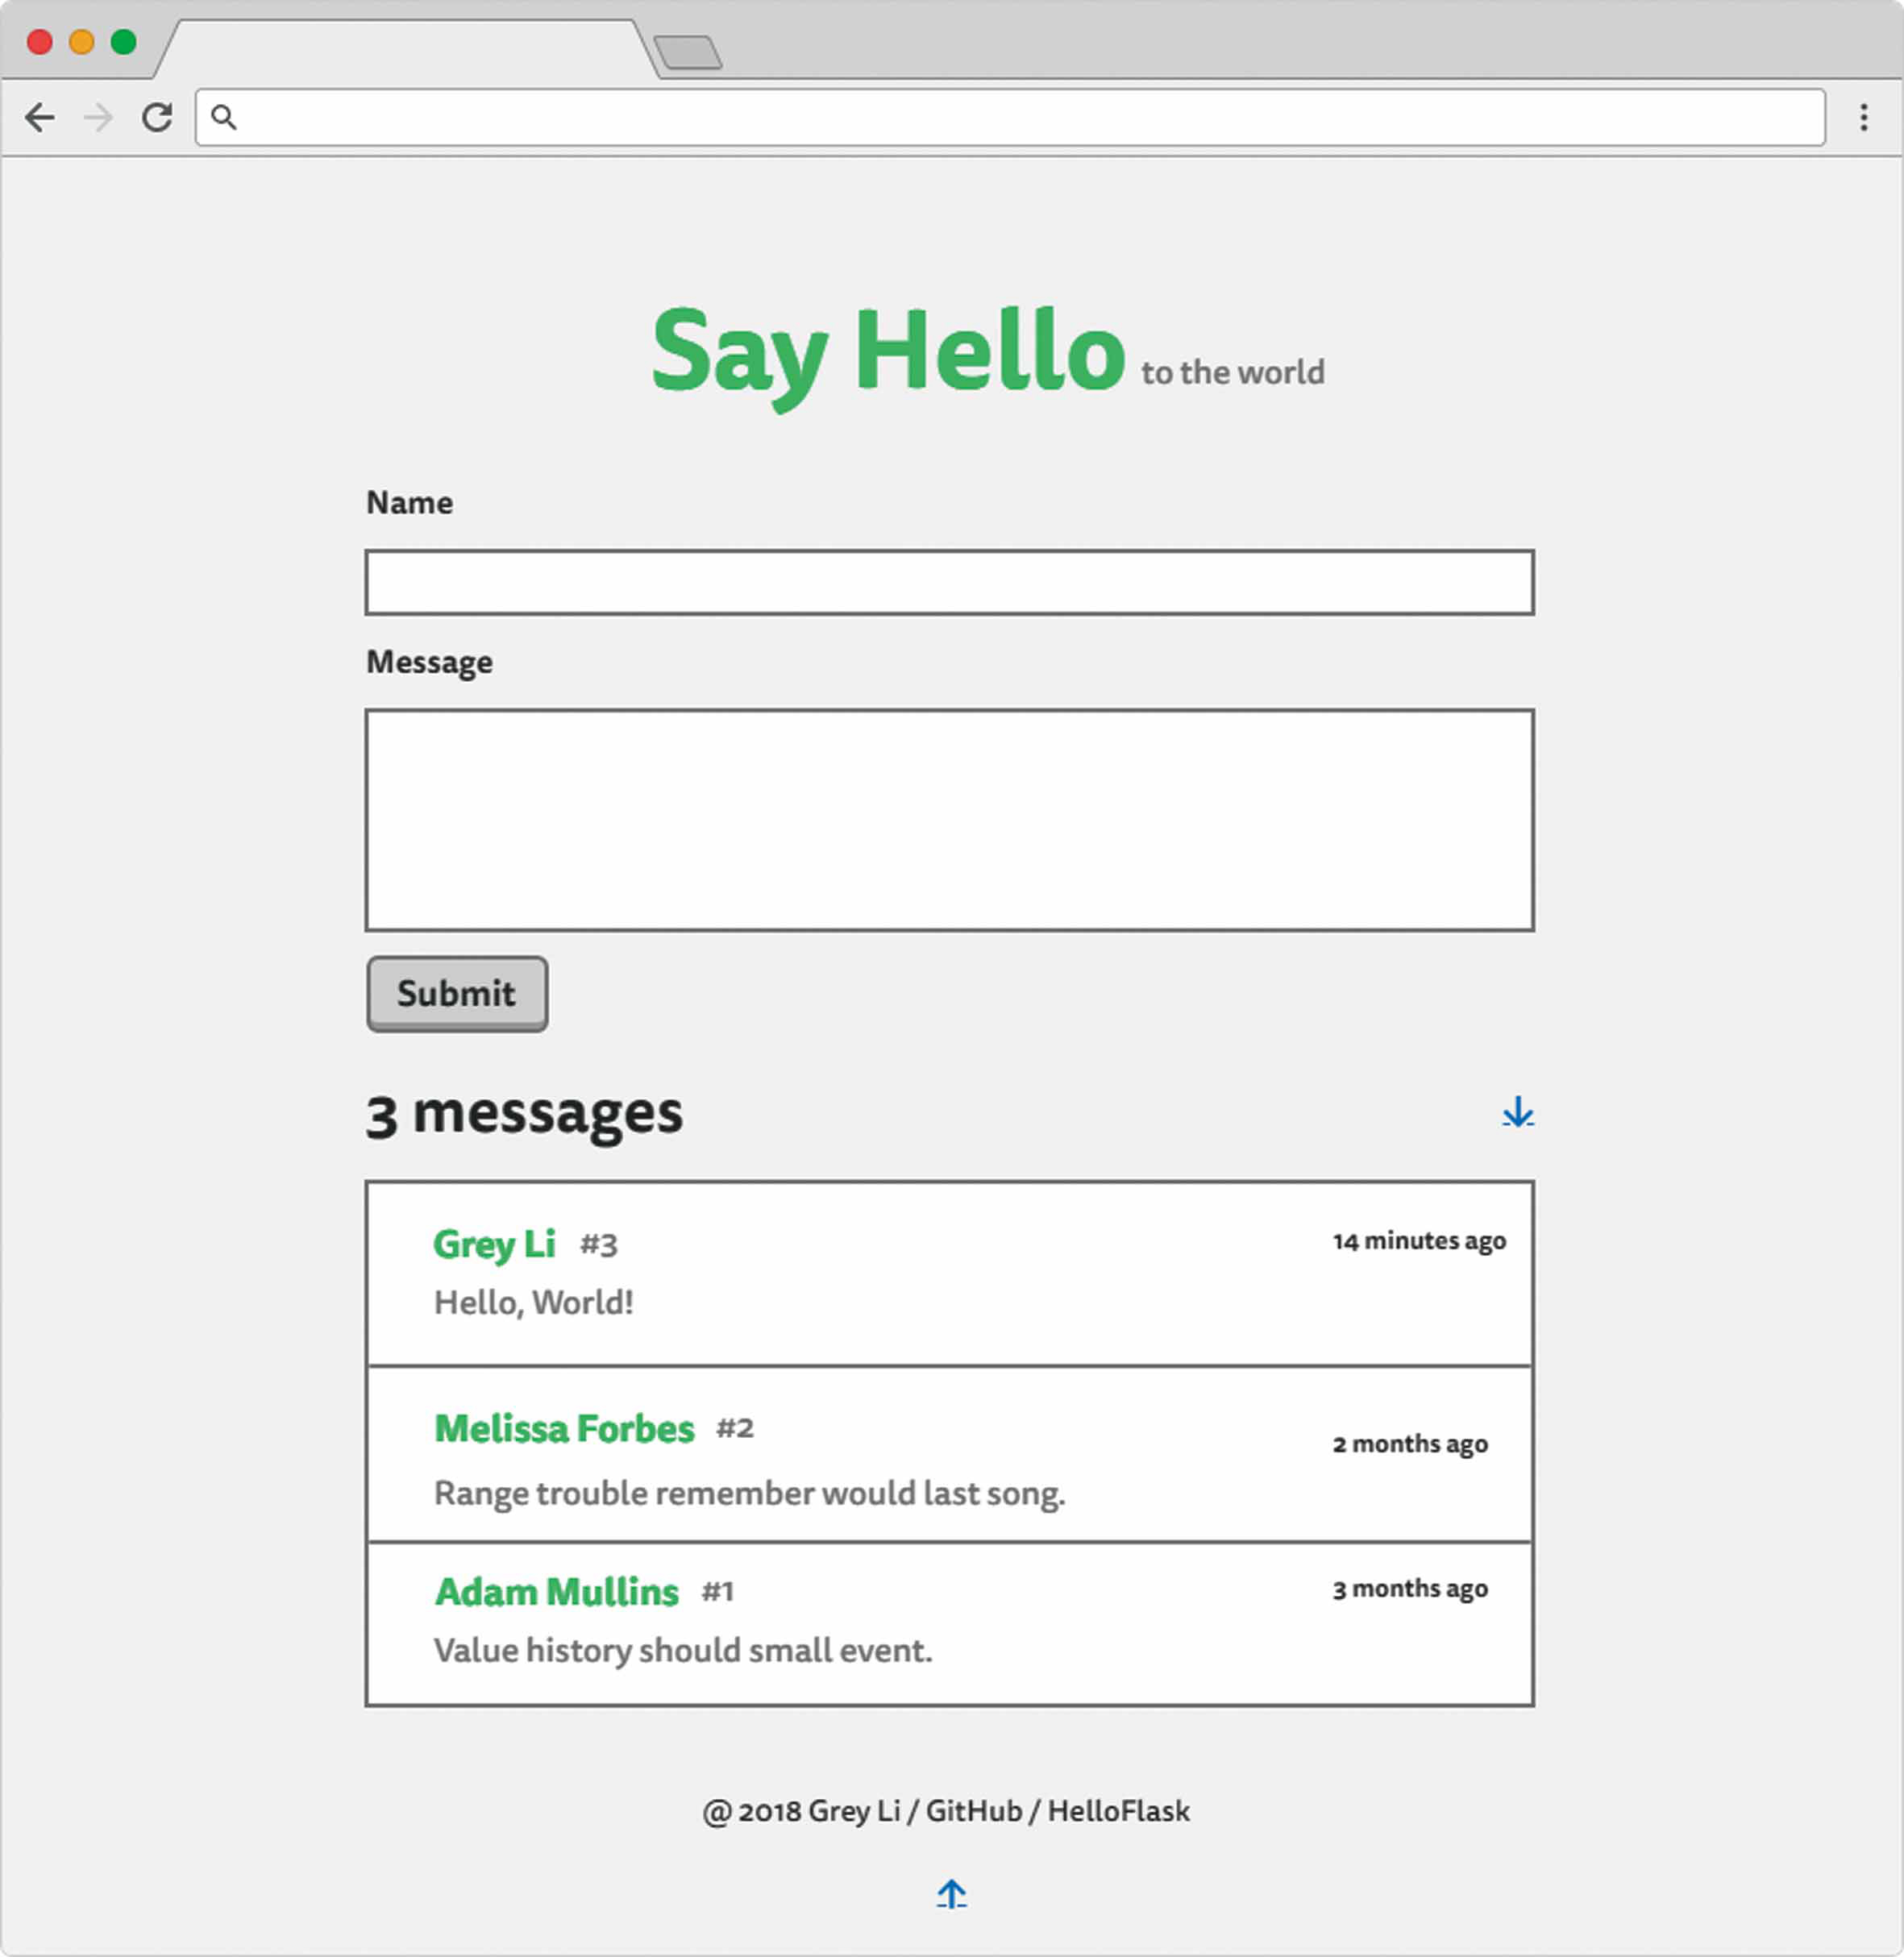 Say Hello to the world
Name
Message
Submit
3 messages
Grey Li #3 14 minutes ago
Hello, World!
Melissa Forbes #2 2 months ago
Range trouble remember would last song.
Adam Mullins #1 3 months ago
Value history should small event.
@ 2018 Grey Li / GitHub / HelloFlask